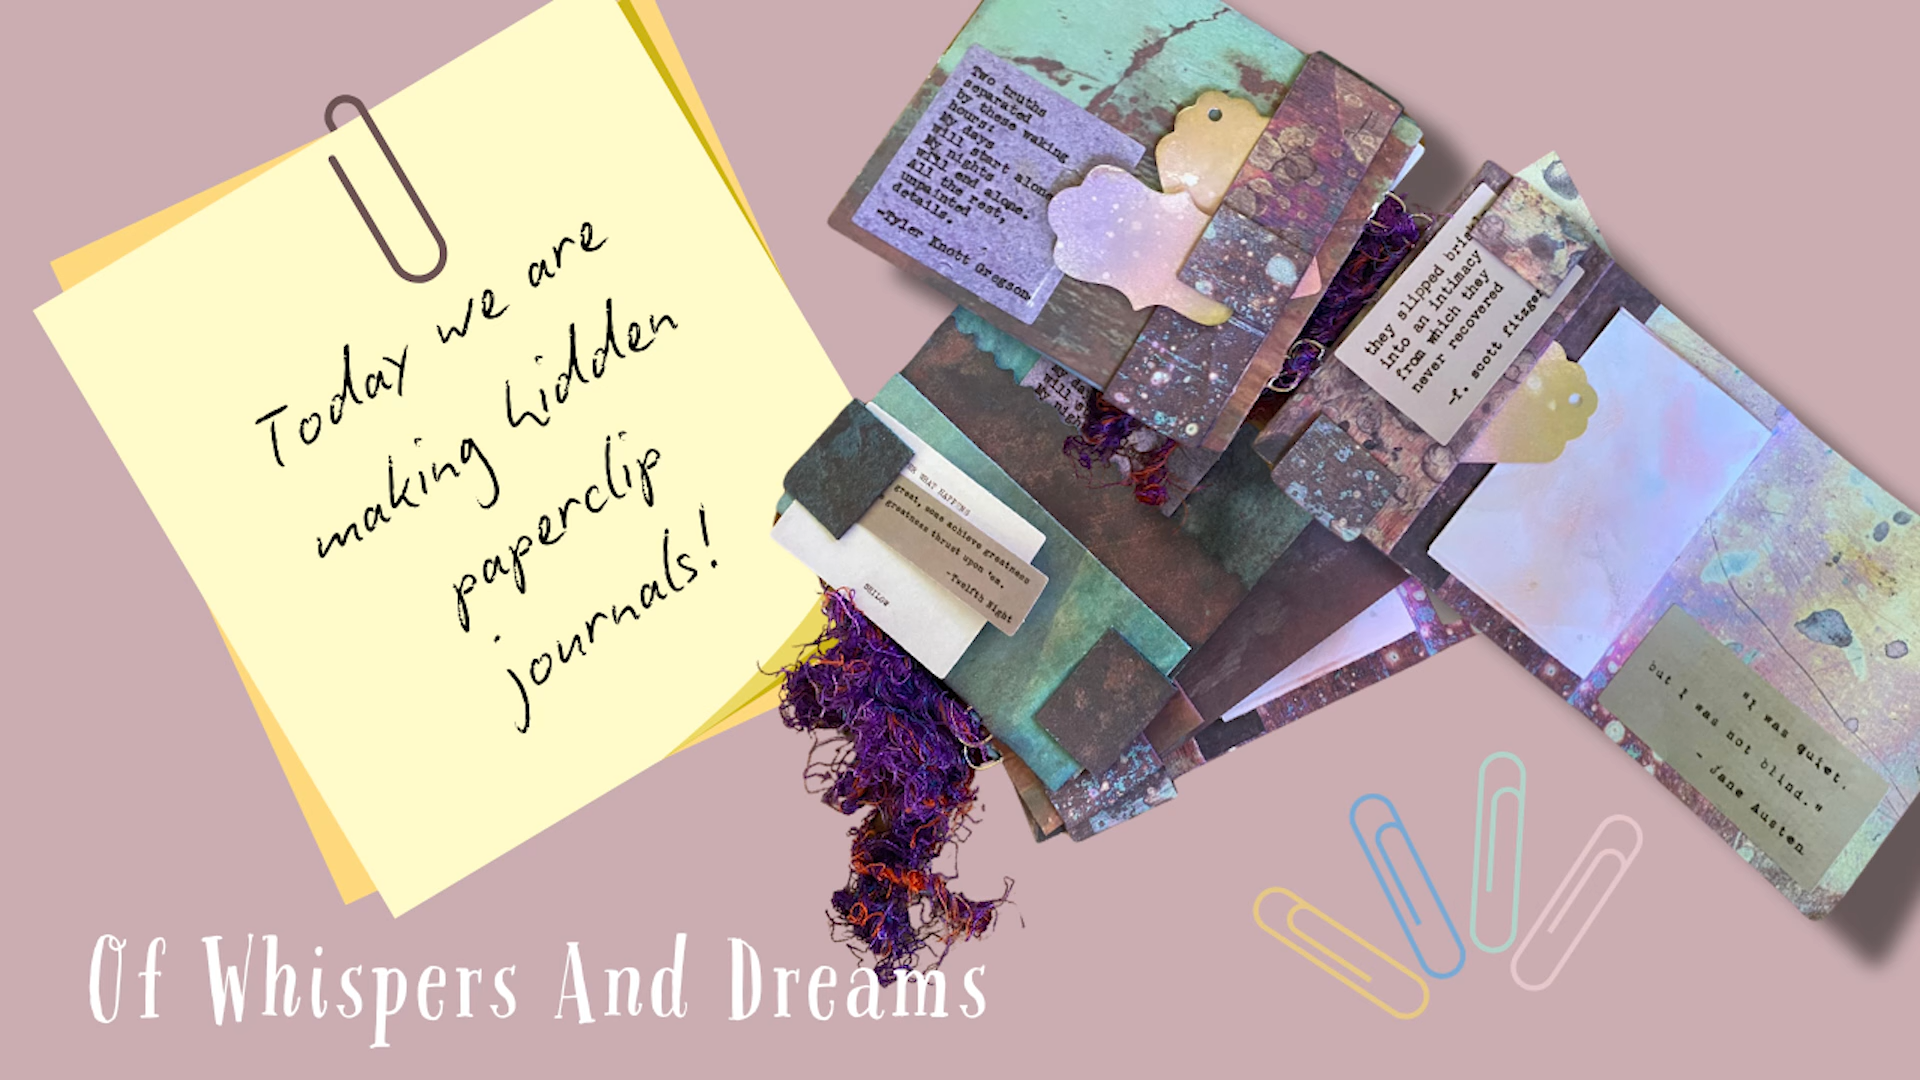 Today we are
making hidden
paperclip
journals!
Two truths
separated
by these waking
hours:
My days
will start alone
My nights
will end alone.
All the rest,
unpainted
details.
-Tyler Knott Gregson
they slipped
into an intimacy
from which they
never recovered
-f. scott
WHAT HAPPENS
great, some achieve greatness
greatness thrust upon 'em.
-Twelfth Night
"I was quiet,
but I was not blind."
- Jane Austen
Of Whispers And Dreams